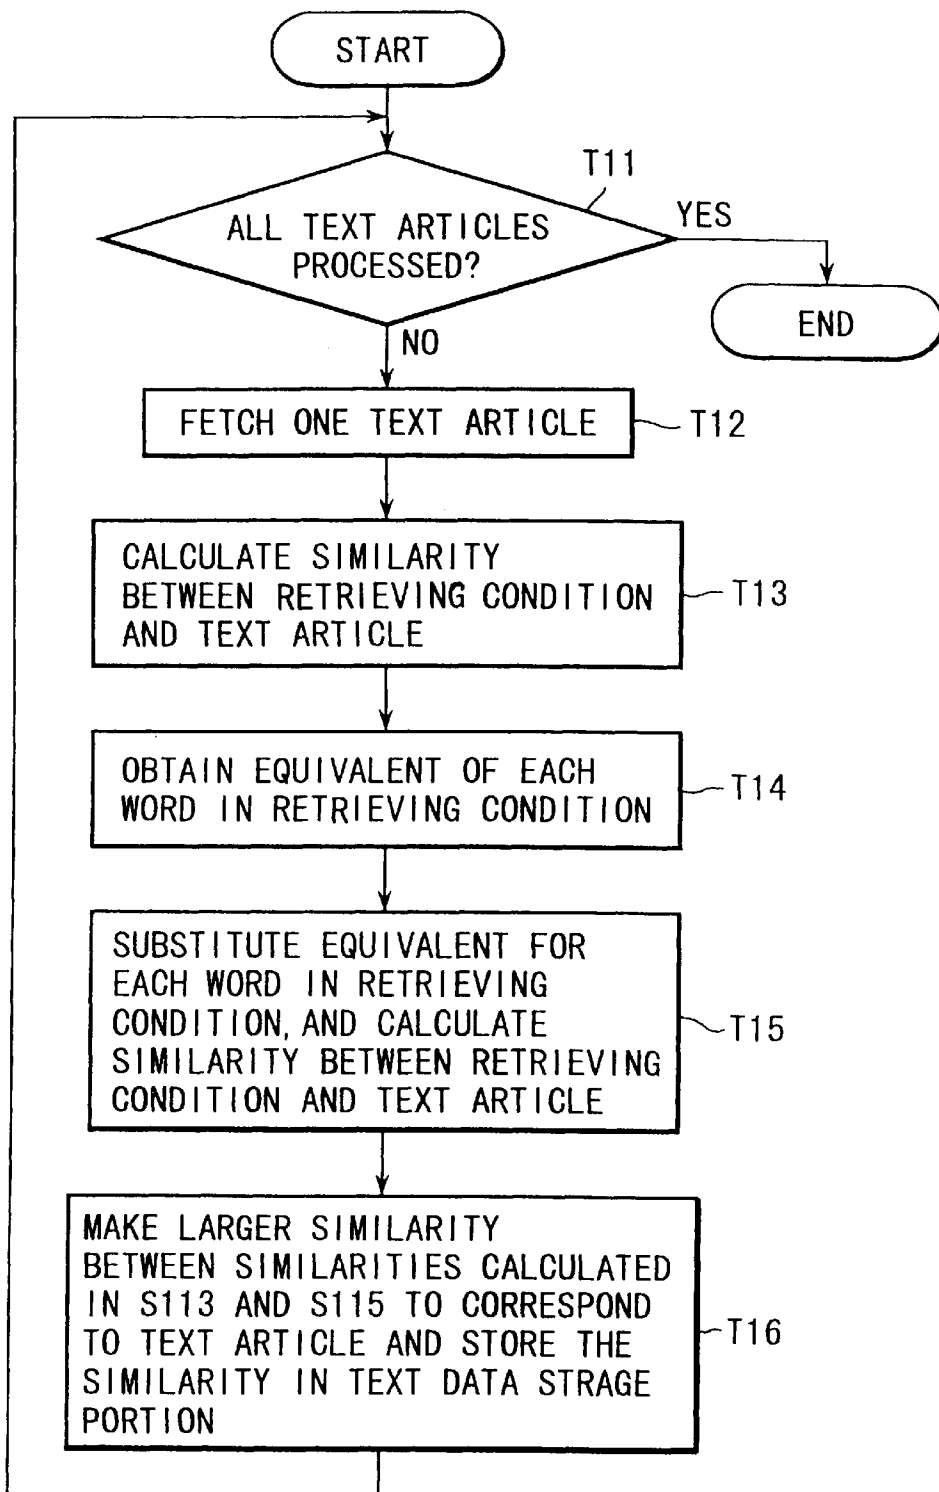 START
T11
YES
ALL TEXT ARTICLES
PROCESSED?
END
NO
FETCH ONE TEXT ARTICLE
T12
CALCULATE SIMILARITY
BETWEEN RETRIEVING CONDITION
AND TEXT ARTICLE
T13
OBTAIN EQUIVALENT OF EACH
WORD IN RETRIEVING CONDITION
T14
SUBSTITUTE EQUIVALENT FOR
EACH WORD IN RETRIEVING
CONDITION, AND CALCULATE
SIMILARITY BETWEEN RETRIEVING
CONDITION AND TEXT ARTICLE
T15
MAKE LARGER SIMILARITY
BETWEEN SIMILARITIES CALCULATED
IN S113 AND S115 TO CORRESPOND
TO TEXT ARTICLE AND STORE THE
SIMILARITY IN TEXT DATA STRAGE
PORTION
T16